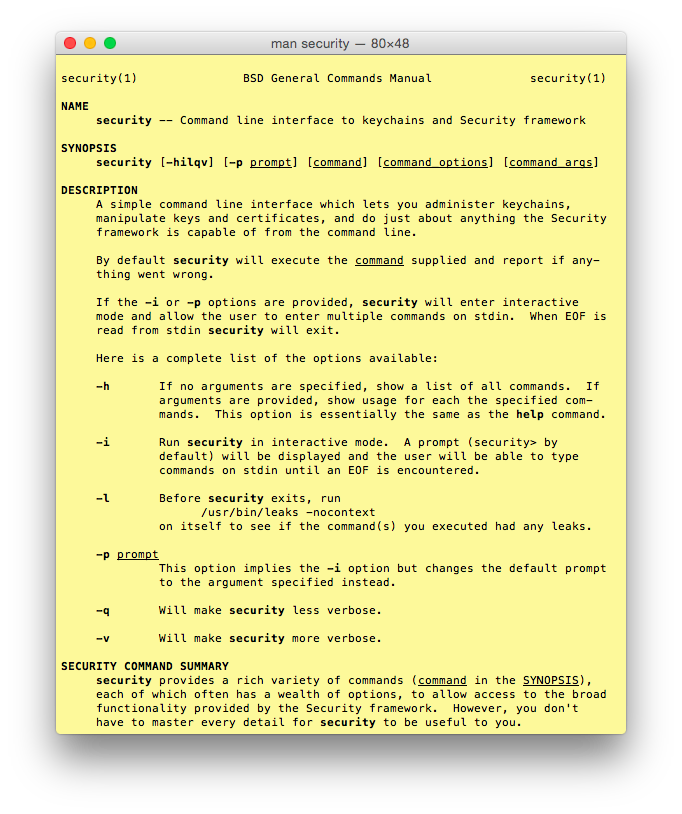 man security — 80×48
security(1) BSD General Commands Manual security(1)
NAME
security -- Command line interface to keychains and Security framework
SYNOPSIS
security [-hilqv] [-p prompt] [command] [command options] [command args]
DESCRIPTION
A simple command line interface which lets you administer keychains,
manipulate keys and certificates, and do just about anything the Security
framework is capable of from the command line.
By default security will execute the command supplied and report if any-
thing went wrong.
If the -i or -p options are provided, security will enter interactive
mode and allow the user to enter multiple commands on stdin.  When EOF is
read from stdin security will exit.
Here is a complete list of the options available:
-h If no arguments are specified, show a list of all commands.  If
arguments are provided, show usage for each the specified com-
mands.  This option is essentially the same as the help command.
-i Run security in interactive mode.  A prompt (security> by
default) will be displayed and the user will be able to type
commands on stdin until an EOF is encountered.
-l Before security exits, run
/usr/bin/leaks -nocontext
on itself to see if the command(s) you executed had any leaks.
-p prompt
This option implies the -i option but changes the default prompt
to the argument specified instead.
-q Will make security less verbose.
-v Will make security more verbose.
SECURITY COMMAND SUMMARY
security provides a rich variety of commands (command in the SYNOPSIS),
each of which often has a wealth of options, to allow access to the broad
functionality provided by the Security framework.  However, you don't
have to master every detail for security to be useful to you.